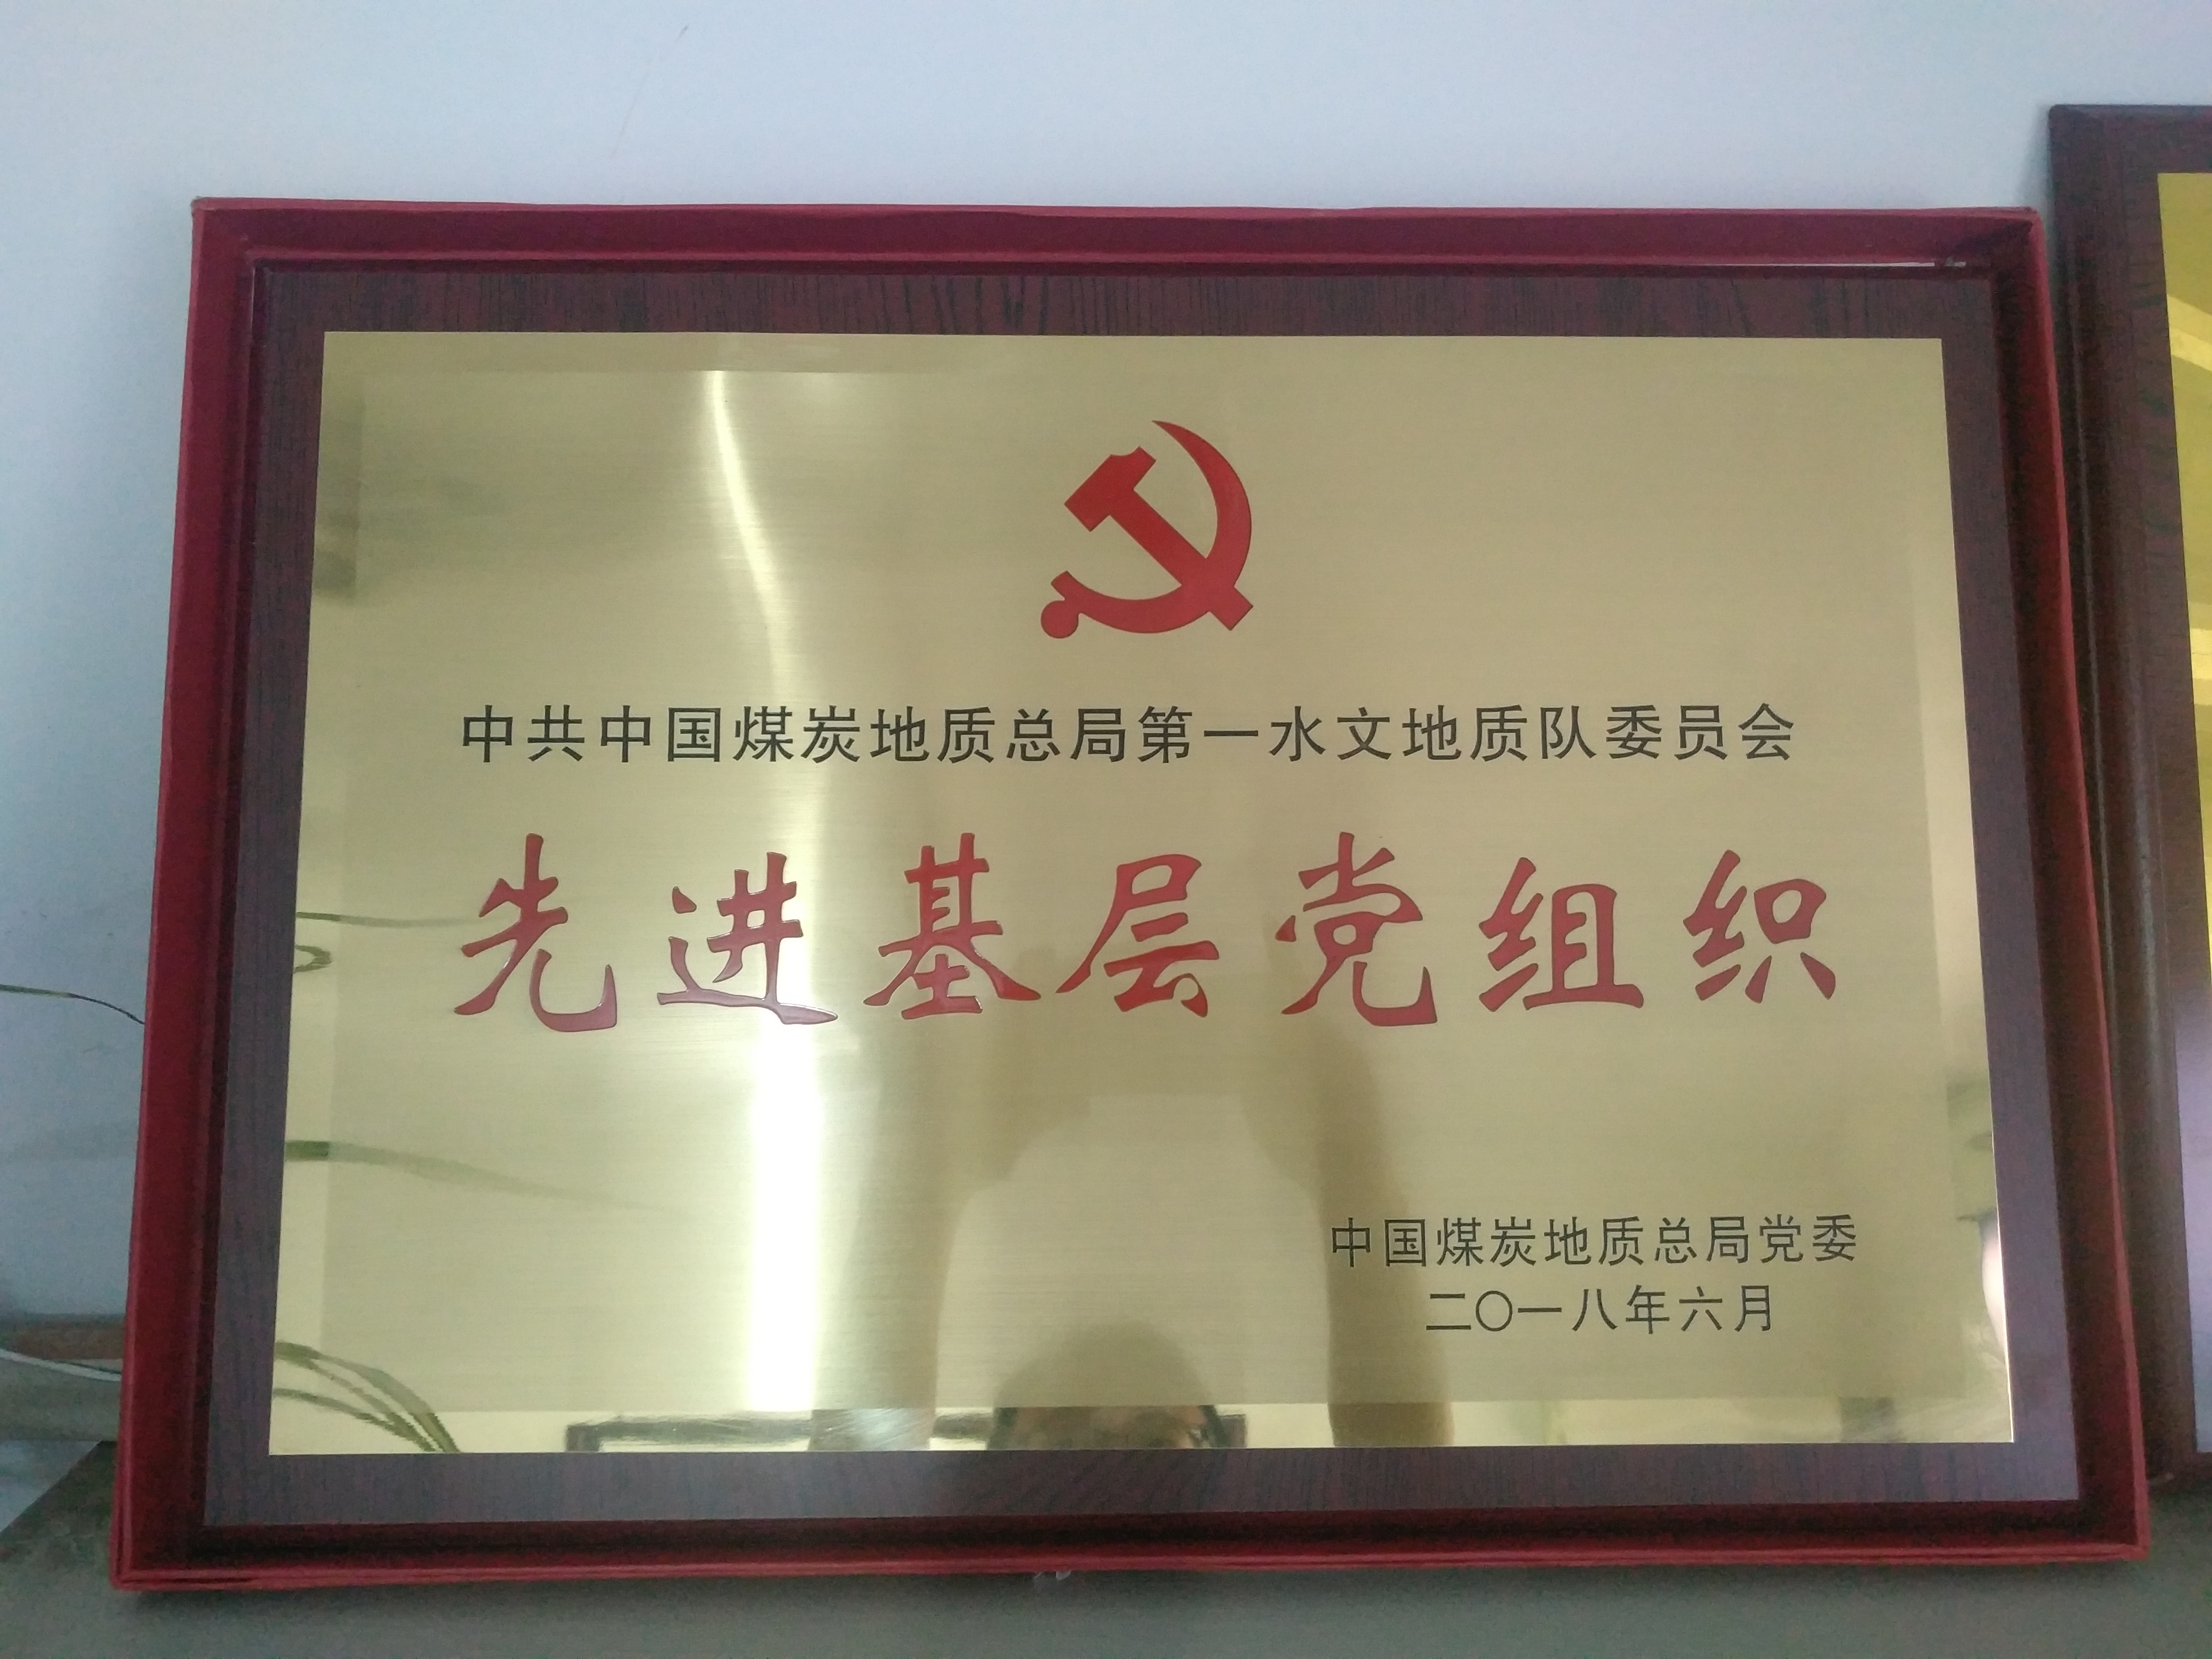 中共中国煤炭地质总局第一水文地质队委员会
先进基层党组织
中国煤炭地质总局党委
二〇一八年六月